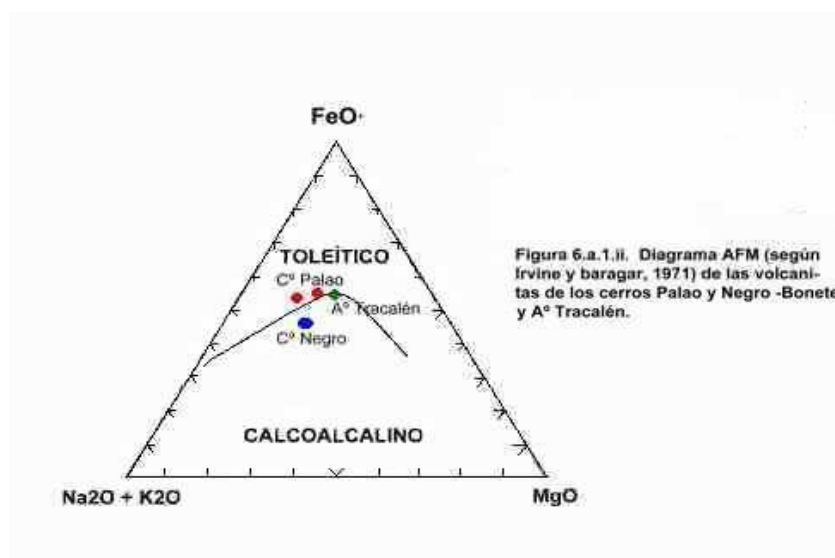 FeO*
TOLEÍTICO
Cº Palao
Aº Tracalén
Cº Negro
CALCOALCALINO
Na2O + K2O
MgO
Figura 6.a.1.ii. Diagrama AFM (según
Irvine y baragar, 1971) de las volcani-
tas de los cerros Palao y Negro -Bonete
y Aº Tracalén.